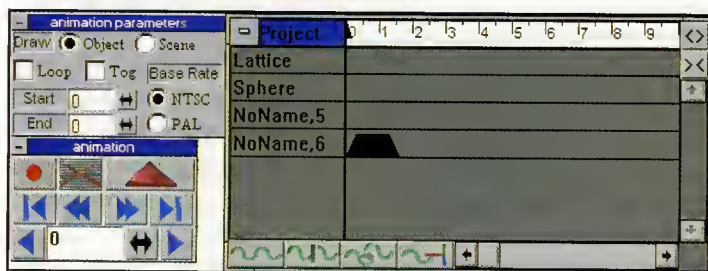 animation parameters
Draw Object Scene
Loop Tog Base Rate
Start 0 NTSC
End 0 PAL
animation
0
Project 0 1 2 3 4 5 6 7 8 9
Lattice
Sphere
NoName,5
NoName,6